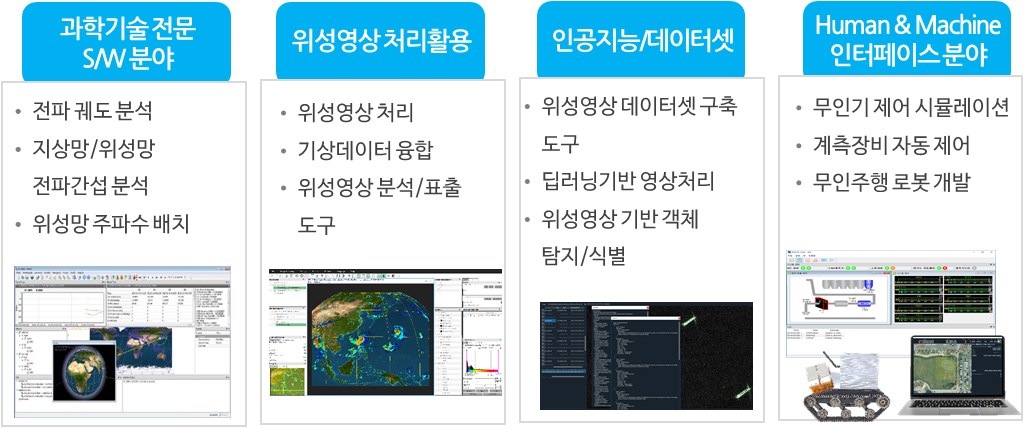 과학기술 전문
S/W 분야
• 전파 궤도 분석
• 지상망/위성망
전파간섭 분석
• 위성망 주파수 배치
위성영상 처리활용
• 위성영상 처리
• 기상데이터 융합
• 위성영상 분석/표출
도구
인공지능/데이터셋
• 위성영상 데이터셋 구축
도구
• 딥러닝기반 영상처리
• 위성영상 기반 객체
탐지/식별
Human & Machine
인터페이스 분야
• 무인기 제어 시뮬레이션
• 계측장비 자동 제어
• 무인주행 로봇 개발